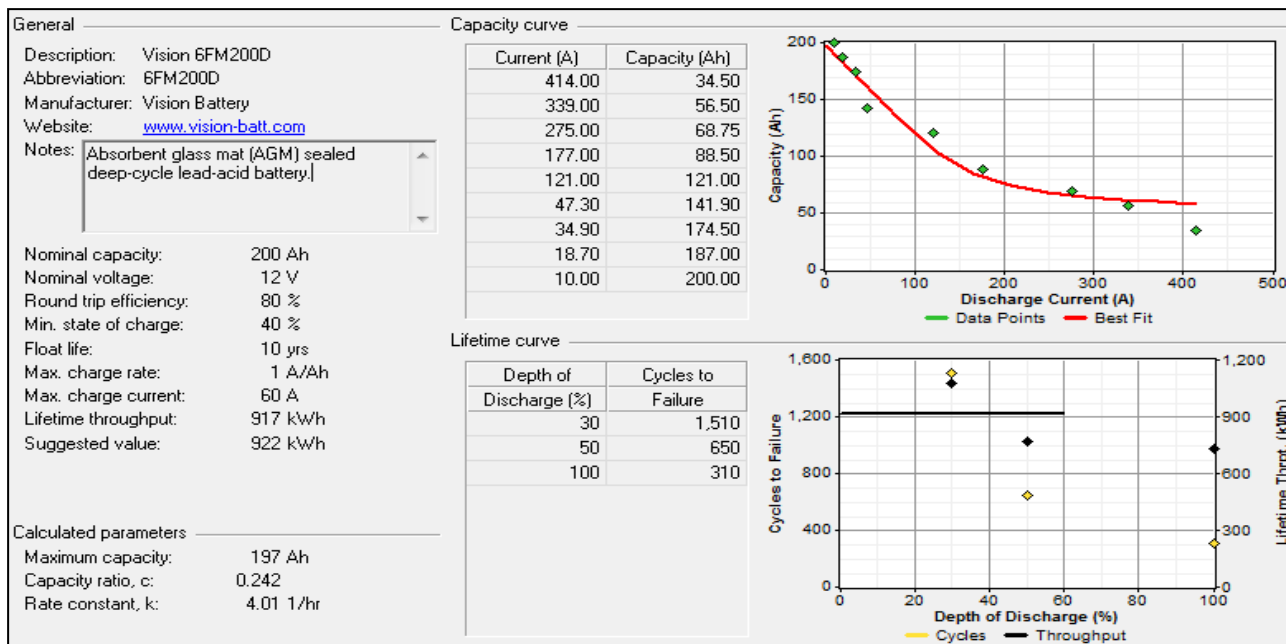 General
Description: Vision 6FM200D
Abbreviation: 6FM200D
Manufacturer: Vision Battery
Website: www.vision-batt.com
Notes: Absorbent glass mat (AGM) sealed
deep-cycle lead-acid battery.
Nominal capacity: 200 Ah
Nominal voltage: 12 V
Round trip efficiency: 80 %
Min. state of charge: 40 %
Float life: 10 yrs
Max. charge rate: 1 A/Ah
Max. charge current: 60 A
Lifetime throughput: 917 kWh
Suggested value: 922 kWh
Calculated parameters
Maximum capacity: 197 Ah
Capacity ratio, c: 0.242
Rate constant, k: 4.01 1/hr
Capacity curve
Current (A) Capacity (Ah)
414.00 34.50
339.00 56.50
275.00 68.75
177.00 88.50
121.00 121.00
47.30 141.90
34.90 174.50
18.70 187.00
10.00 200.00
200
150
100
50
0
Capacity (Ah)
0 100 200 300 400 500
Discharge Current (A)
Data Points Best Fit
Lifetime curve
Depth of Cycles to
Discharge (%) Failure
30 1,510
50 650
100 310
1,600
1,200
800
400
0
Cycles to Failure
1,200
900
600
300
0
Lifetime Thrpt. (kWh)
0 20 40 60 80 100
Depth of Discharge (%)
Cycles Throughput